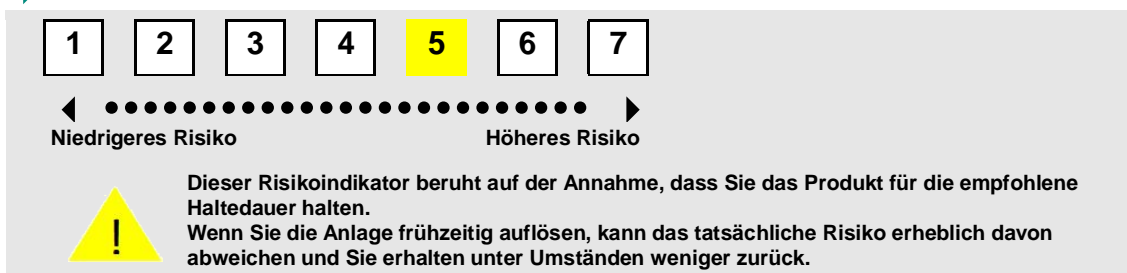 1 2 3 4 5 6 7
Niedrigeres Risiko Höheres Risiko
Dieser Risikoindikator beruht auf der Annahme, dass Sie das Produkt für die empfohlene
Haltedauer halten.
!
Wenn Sie die Anlage frühzeitig auflösen, kann das tatsächliche Risiko erheblich davon
abweichen und Sie erhalten unter Umständen weniger zurück.